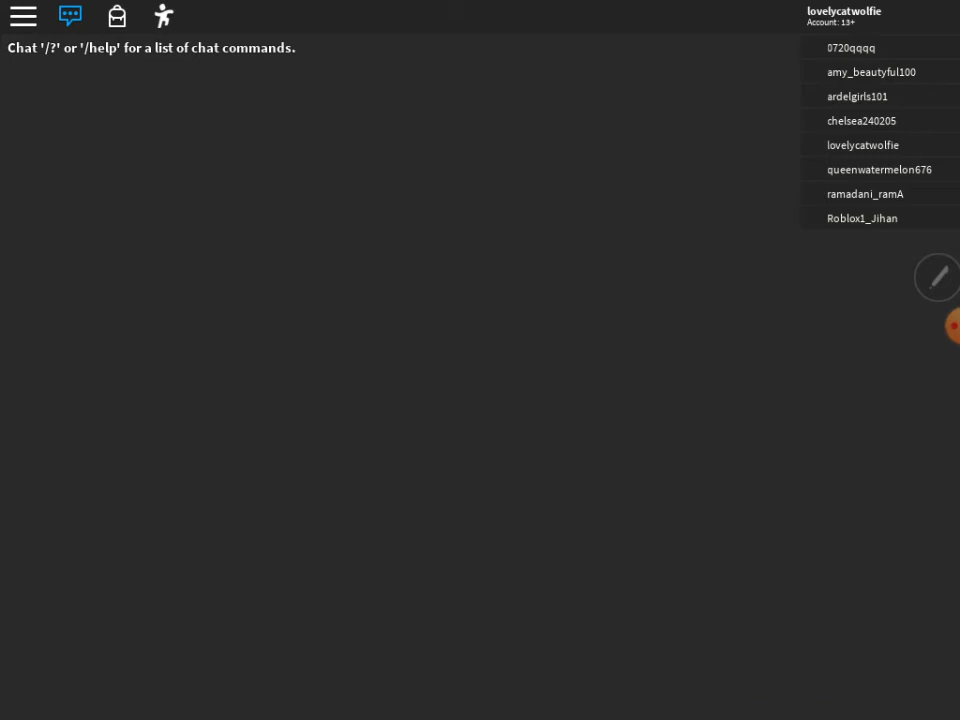 lovelycatwolfie
Account: 13+
Chat '/?' or '/help' for a list of chat commands.
0720qqqq
amy_beautyful100
ardelgirls101
chelsea240205
lovelycatwolfie
queenwatermelon676
ramadani_ramA
Roblox1_Jihan